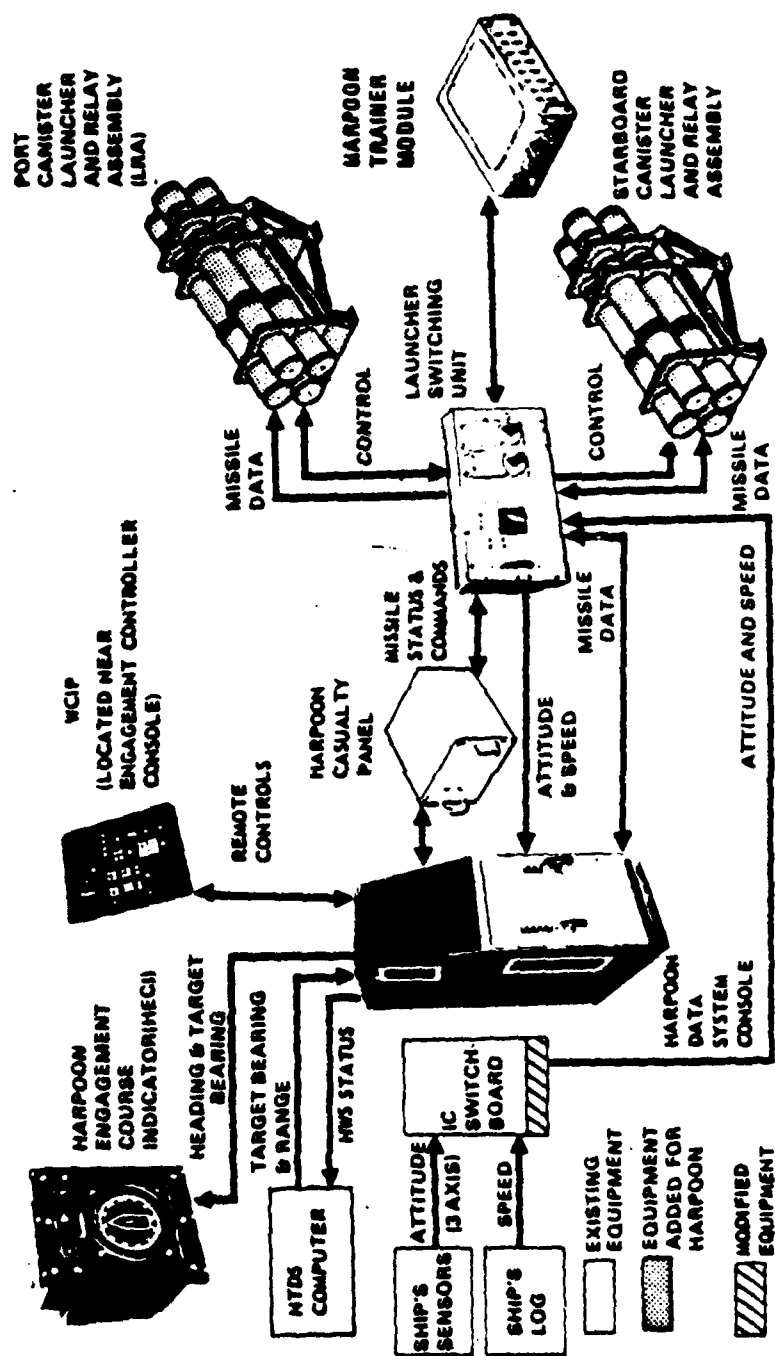 HARPOON
ENGAGEMENT
COURSE
INDICATOR(HECI)
WCIP
(LOCATED NEAR
ENGAGEMENT CONTROLLER
CONSOLE)
PORT
CANISTER
LAUNCHER
AND RELAY
ASSEMBLY
(LRA)
HEADING & TARGET
BEARING
REMOTE CONTROLS
MISSILE
DATA
CONTROL
NTDS
COMPUTER
TARGET BEARING
& RANGE
HWS STATUS
HARPOON
CASUALTY
PANEL
MISSILE
STATUS &
COMMANDS
LAUNCHER
SWITCHING
UNIT
HARPOON
TRAINER
MODULE
SHIP'S
SENSORS
ATTITUDE
(3 AXIS)
IC
SWITCH-
BOARD
SHIP'S
LOG
SPEED
HARPOON
DATA
SYSTEM
CONSOLE
ATTITUDE
& SPEED
MISSILE
DATA
CONTROL
MISSILE
DATA
STARBOARD
CANISTER
LAUNCHER
AND RELAY
ASSEMBLY
ATTITUDE AND SPEED
EXISTING
EQUIPMENT
EQUIPMENT
ADDED FOR
HARPOON
MODIFIED
EQUIPMENT